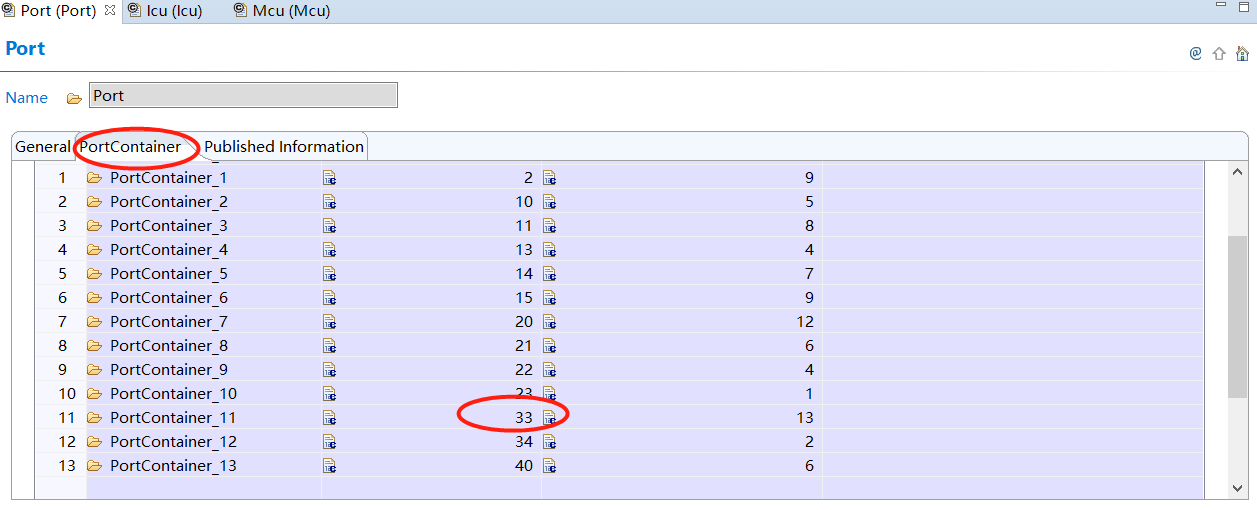 Port (Port) Icu (Icu) Mcu (Mcu)
Port
Name Port
General PortContainer Published Information
1 PortContainer_1 2 9
2 PortContainer_2 10 5
3 PortContainer_3 11 8
4 PortContainer_4 13 4
5 PortContainer_5 14 7
6 PortContainer_6 15 9
7 PortContainer_7 20 12
8 PortContainer_8 21 6
9 PortContainer_9 22 4
10 PortContainer_10 23 1
11 PortContainer_11 33 13
12 PortContainer_12 34 2
13 PortContainer_13 40 6